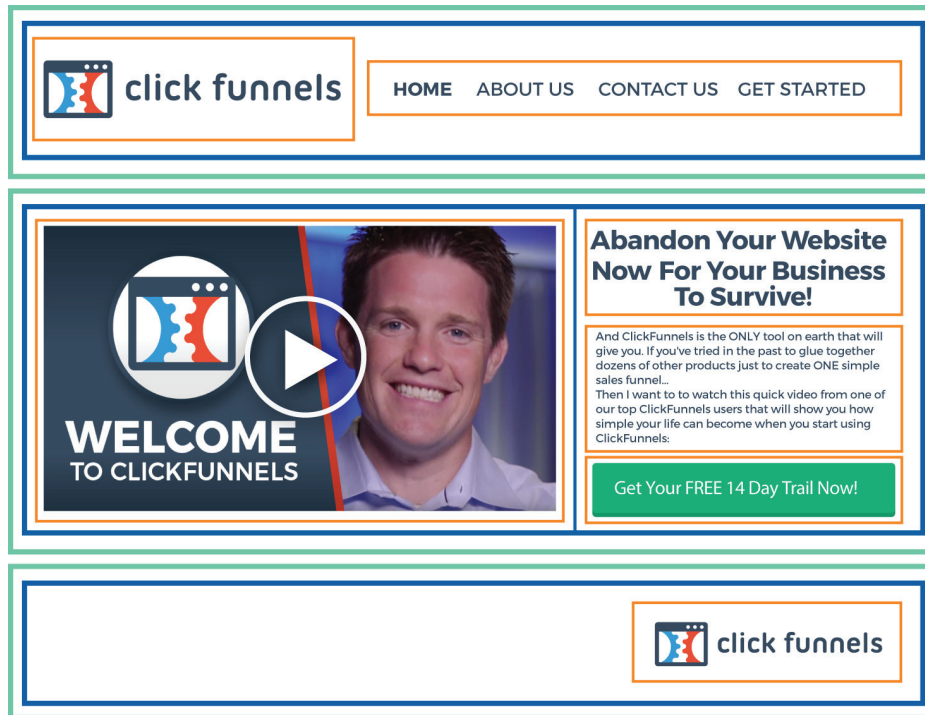 click funnels
HOME ABOUT US CONTACT US GET STARTED
WELCOME
TO CLICKFUNNELS
Abandon Your Website
Now For Your Business
To Survive!
And ClickFunnels is the ONLY tool on earth that will
give you. If you've tried in the past to glue together
dozens of other products just to create ONE simple
sales funnel...
Then I want to to watch this quick video from one of
our top ClickFunnels users that will show you how
simple your life can become when you start using
ClickFunnels:
Get Your FREE 14 Day Trail Now!
click funnels